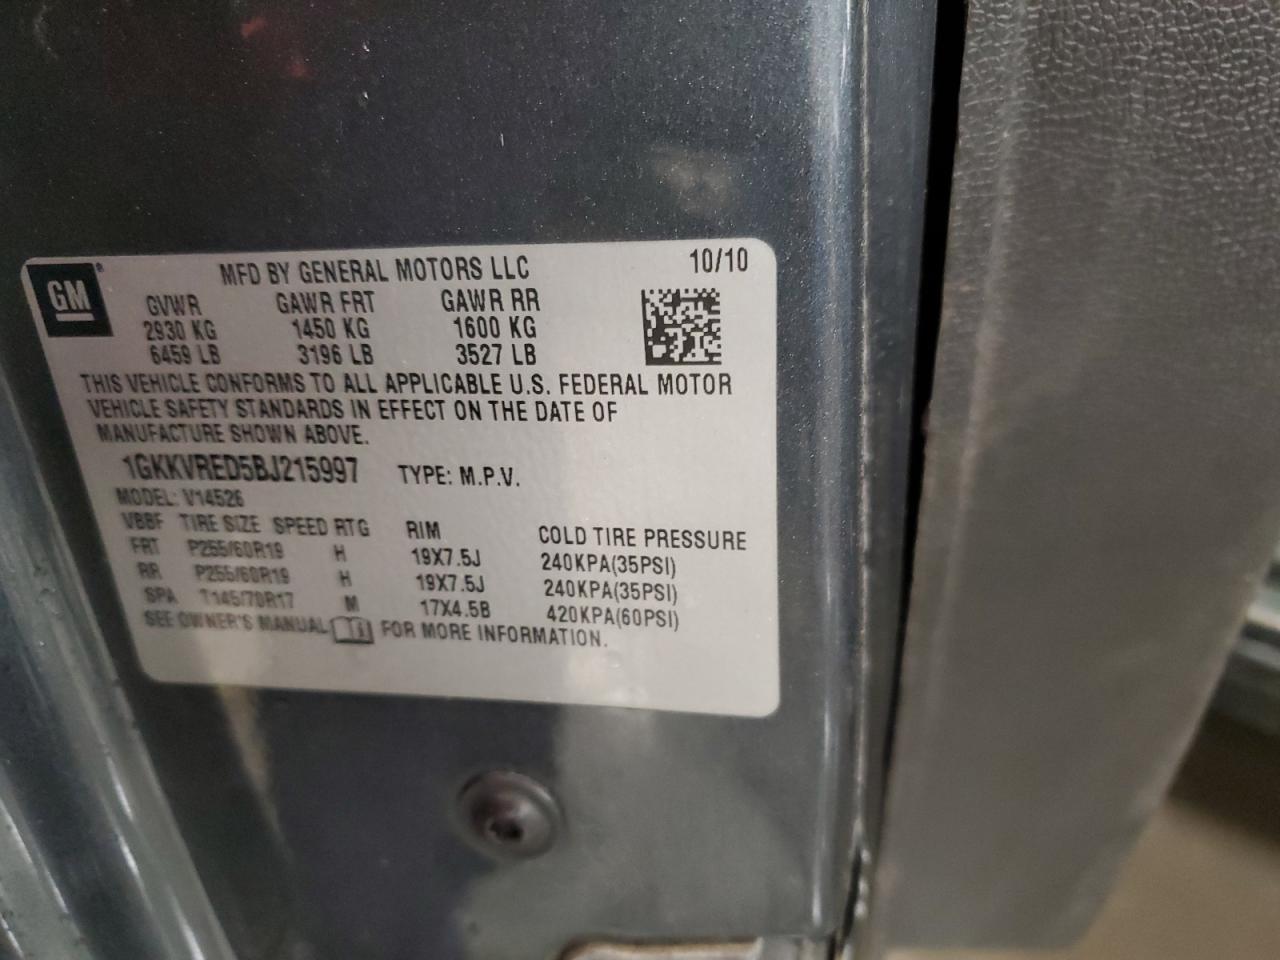 GM
MFD BY GENERAL MOTORS LLC 10/10
GVWR GAWR FRT GAWR RR
2930 KG 1450 KG 1600 KG
6459 LB 3196 LB 3527 LB
THIS VEHICLE CONFORMS TO ALL APPLICABLE U.S. FEDERAL MOTOR
VEHICLE SAFETY STANDARDS IN EFFECT ON THE DATE OF
MANUFACTURE SHOWN ABOVE.
1GKKVRED5BJ215997 TYPE: M.P.V.
MODEL: V14526
VBBF TIRE SIZE SPEED RTG RIM COLD TIRE PRESSURE
FRT P255/60R19 H 19X7.5J 240KPA(35PSI)
RR P255/60R19 H 19X7.5J 240KPA(35PSI)
SPA T145/70R17 M 17X4.5B 420KPA(60PSI)
SEE OWNER'S MANUAL FOR MORE INFORMATION.